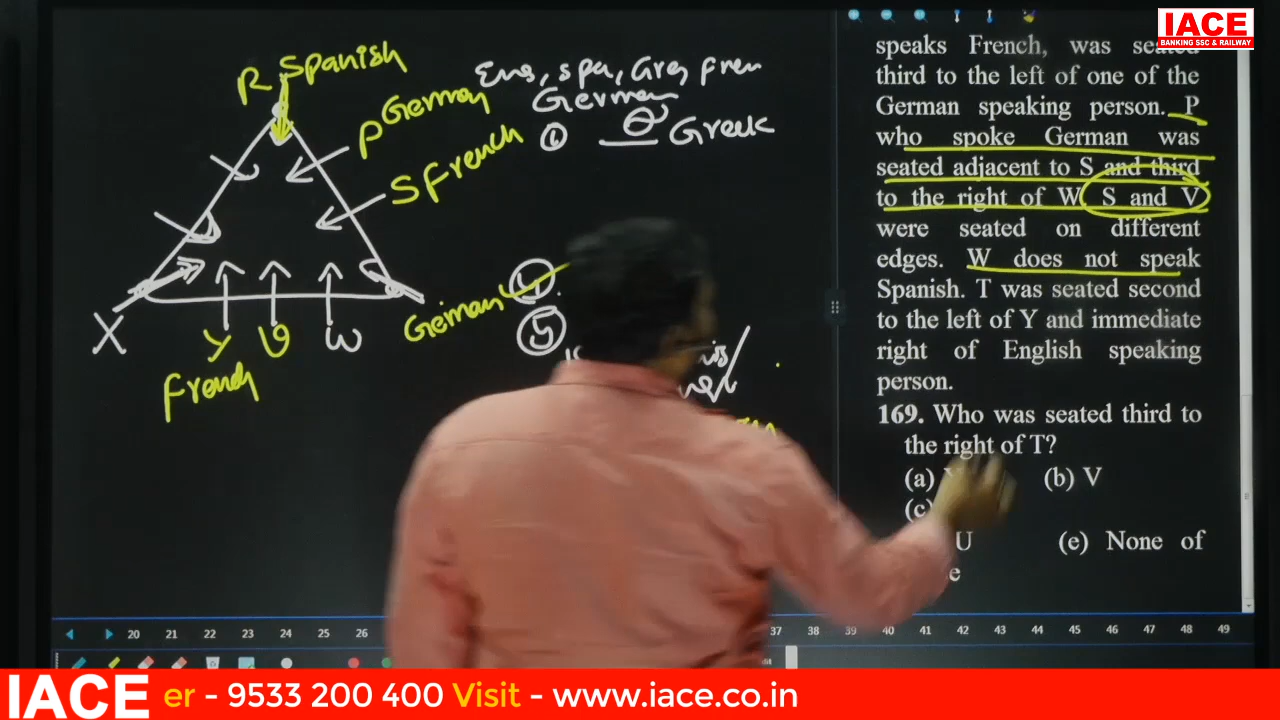 IACE
BANKING SSC & RAILWAY
R Spanish
P German
S French
X
Y
V
W
French
German
Eng, Spa, Gre, Fren
German
6
Greek
4
5
speaks French, was seated
third to the left of one of the
German speaking person. P
who spoke German was
seated adjacent to S and third
to the right of W. S and V
were seated on different
edges. W does not speak
Spanish. T was seated second
to the left of Y and immediate
right of English speaking
person.
169. Who was seated third to
the right of T?
(a)
(b) V
(c)
U
(e) None of
20 21 22 23 24 25 26 37 38 39 40 41 42 43 44 45 46 47 48 49
IACE er - 9533 200 400 Visit - www.iace.co.in